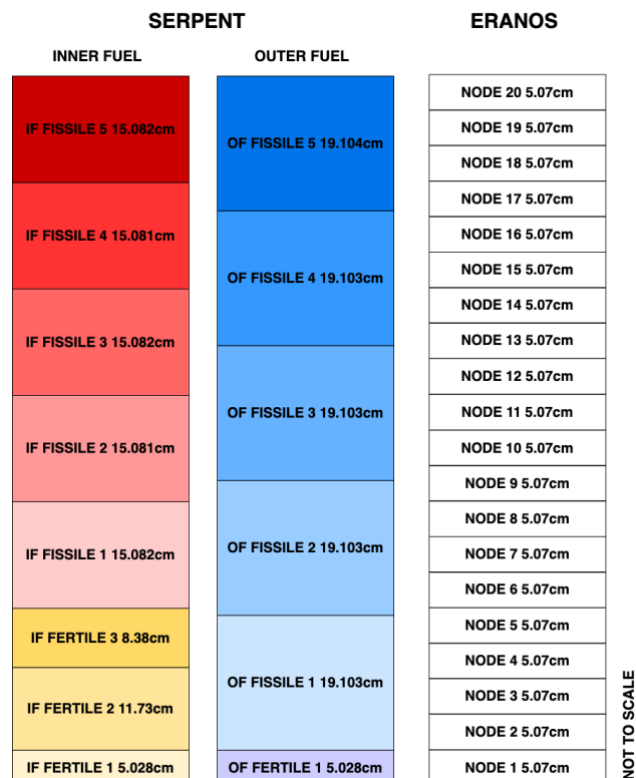 SERPENT
ERANOS
INNER FUEL
OUTER FUEL
IF FISSILE 5 15.082cm
IF FISSILE 4 15.081cm
IF FISSILE 3 15.082cm
IF FISSILE 2 15.081cm
IF FISSILE 1 15.082cm
IF FERTILE 3 8.38cm
IF FERTILE 2 11.73cm
IF FERTILE 1 5.028cm
OF FISSILE 5 19.104cm
OF FISSILE 4 19.103cm
OF FISSILE 3 19.103cm
OF FISSILE 2 19.103cm
OF FISSILE 1 19.103cm
OF FERTILE 1 5.028cm
NODE 20 5.07cm
NODE 19 5.07cm
NODE 18 5.07cm
NODE 17 5.07cm
NODE 16 5.07cm
NODE 15 5.07cm
NODE 14 5.07cm
NODE 13 5.07cm
NODE 12 5.07cm
NODE 11 5.07cm
NODE 10 5.07cm
NODE 9 5.07cm
NODE 8 5.07cm
NODE 7 5.07cm
NODE 6 5.07cm
NODE 5 5.07cm
NODE 4 5.07cm
NODE 3 5.07cm
NODE 2 5.07cm
NODE 1 5.07cm
NOT TO SCALE